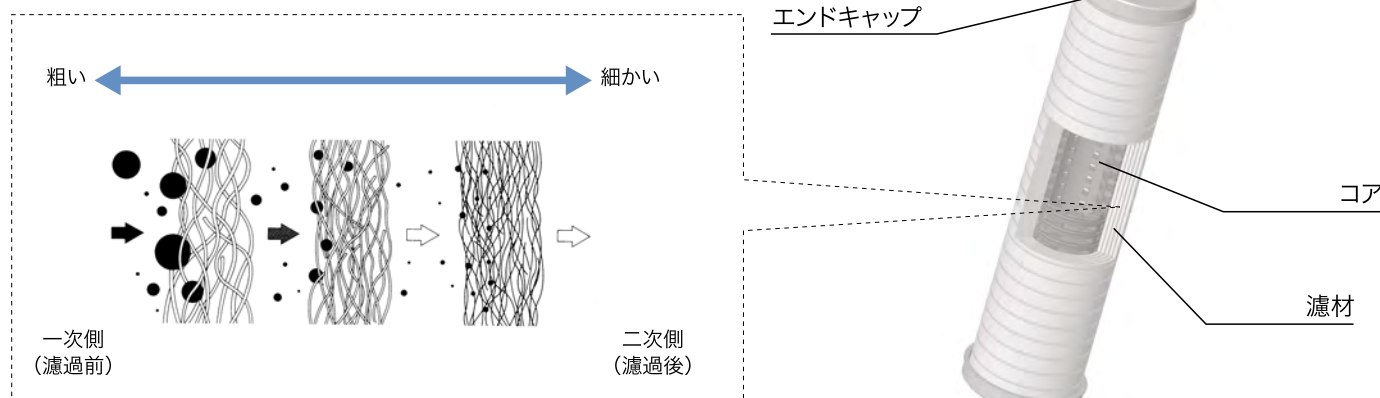 エンドキャップ
粗い
細かい
コア
濾材
一次側
（濾過前）
二次側
（濾過後）